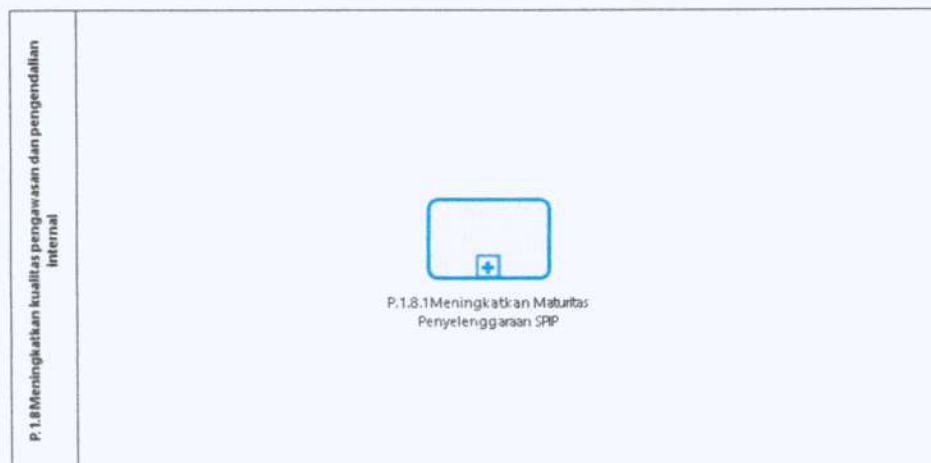 P.1.8Meningkatkan kualitas pengawasan dan pengendalian
internal
P.1.8.1Meningkatkan Maturitas
Penyelenggaraan SPIP